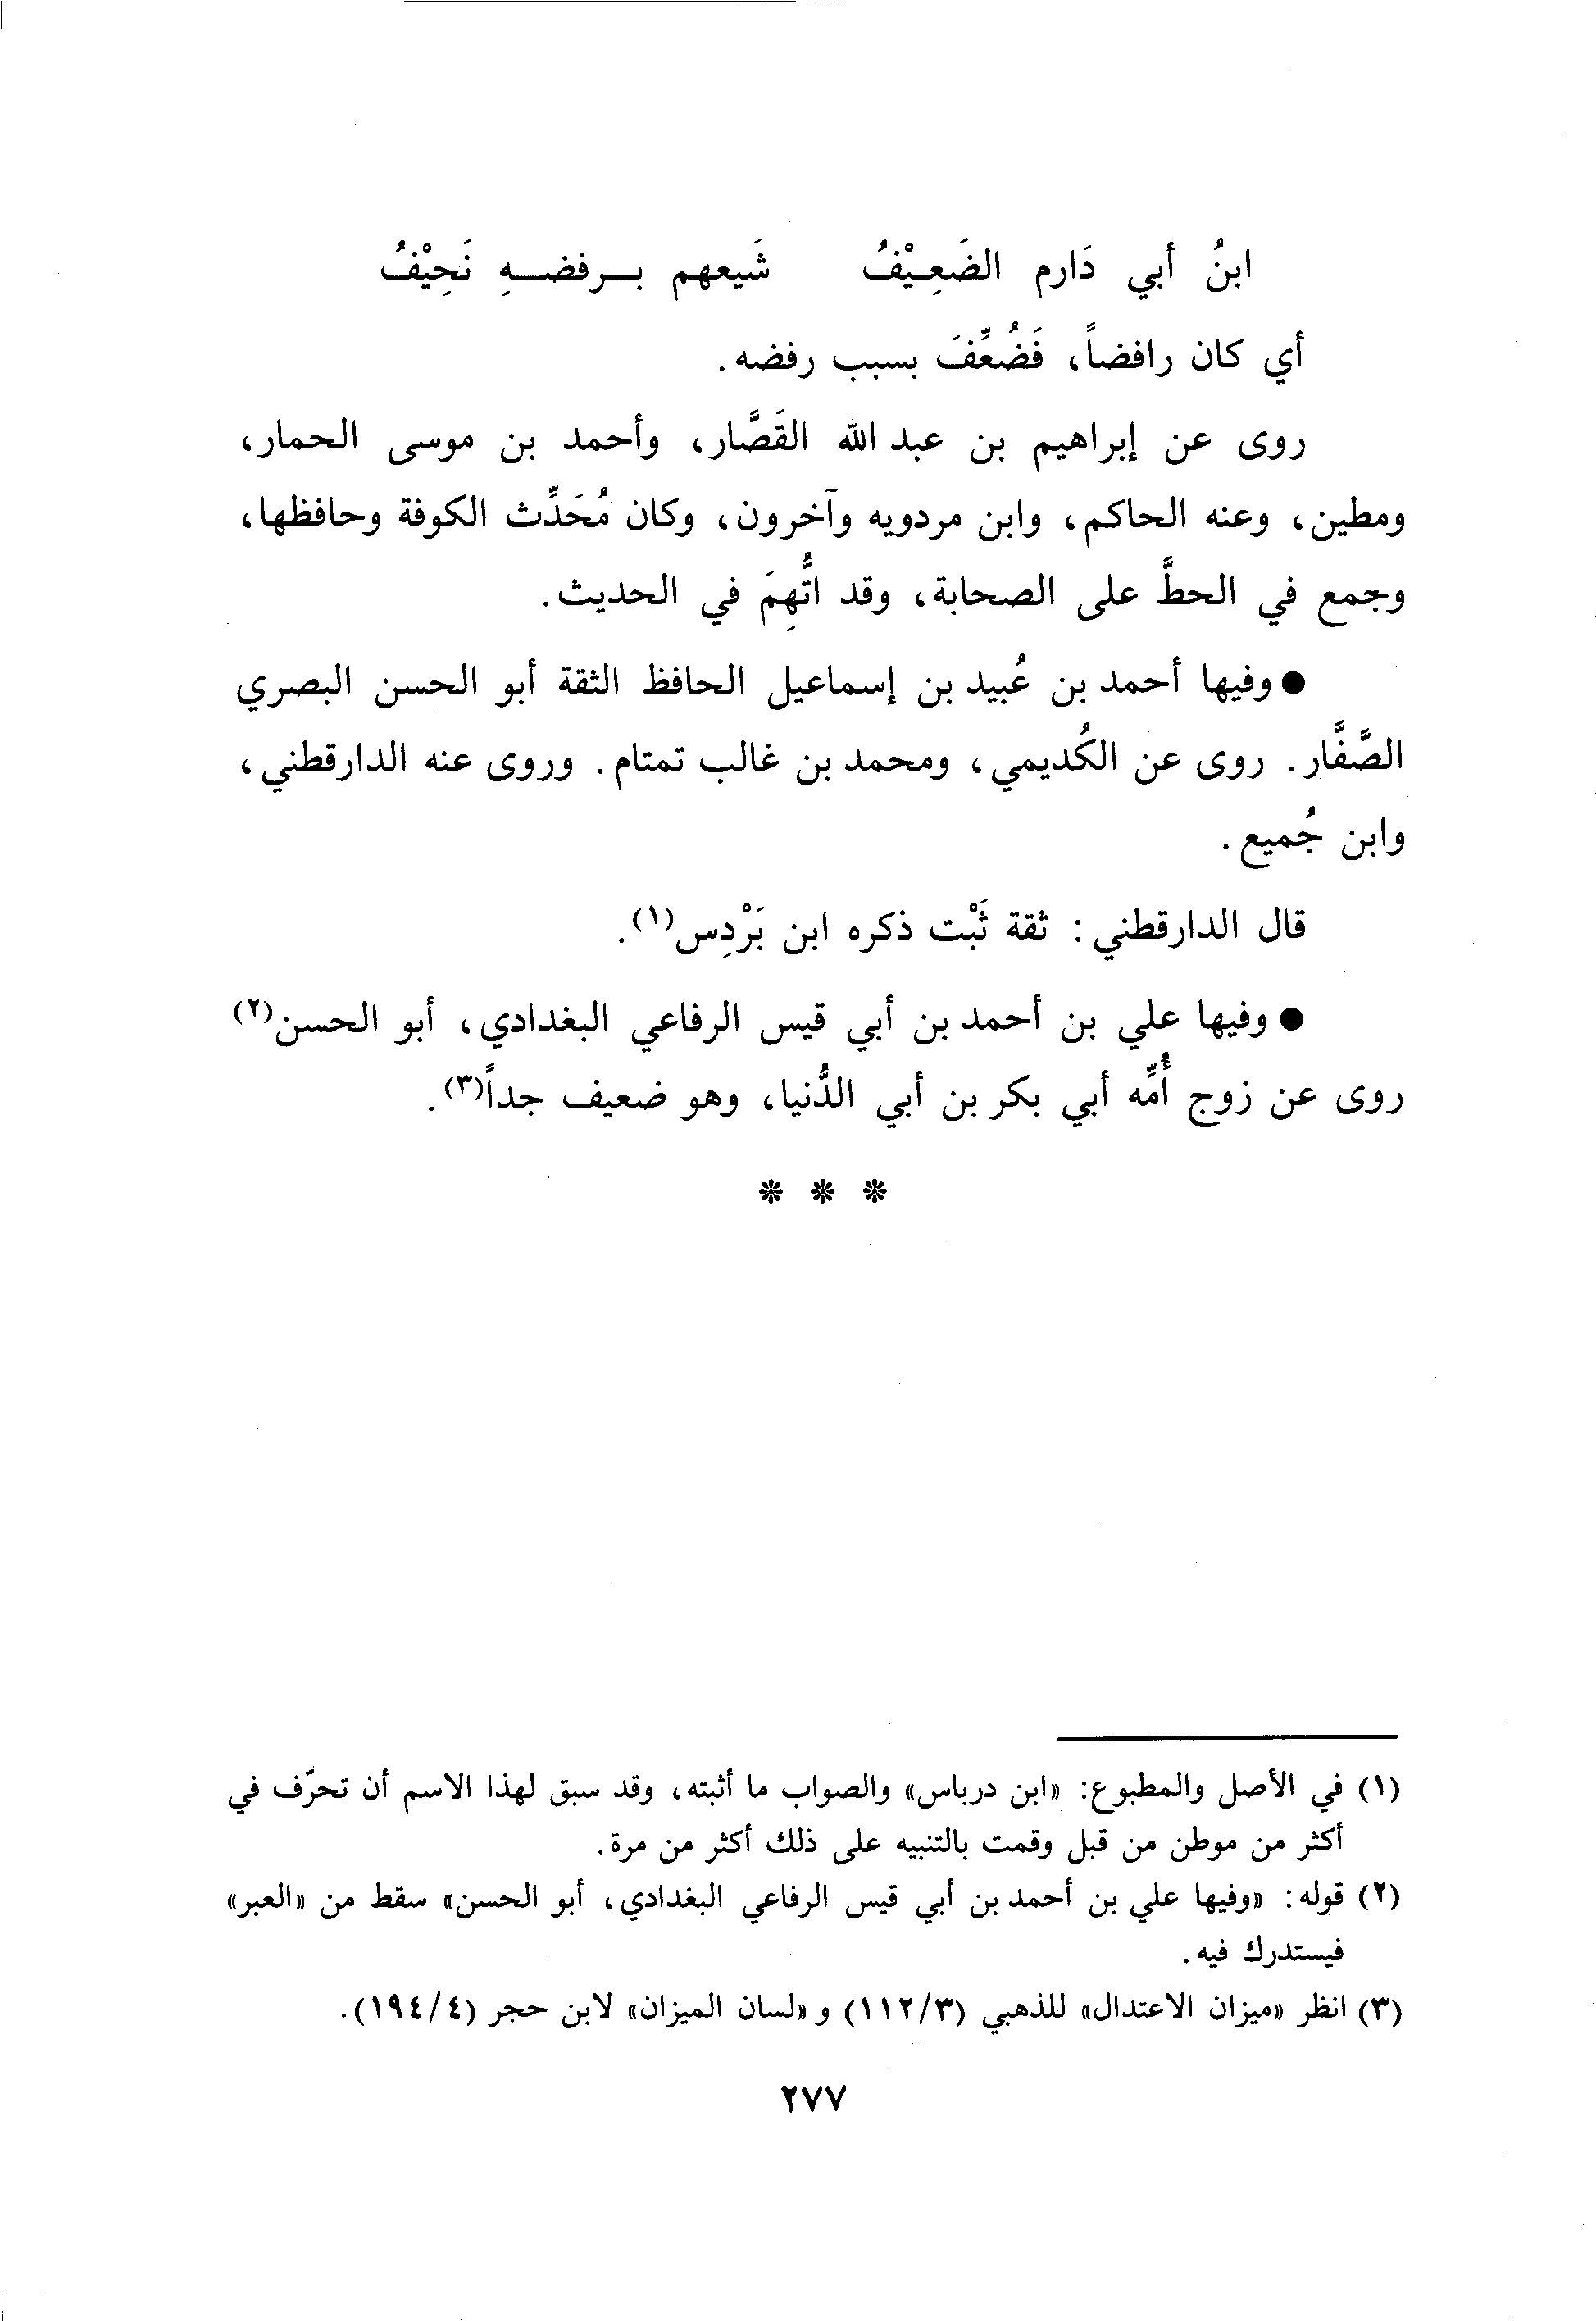 ابنُ أبي دَارم الضَعِيْفُ شَيعهم برفضهِ نَحِيْفُ
أي كان رافضاً، فَضُعِّفَ بسبب رفضه.
روى عن إبراهيم بن عبد الله القَصَّار، وأحمد بن موسى الحمار،
ومطين، وعنه الحاكم، وابن مردويه وآخرون، وكان مُحَدِّث الكوفة وحافظها،
وجمع في الحطَّ على الصحابة، وقد اتُّهِمَ في الحديث.
● وفيها أحمد بن عُبيد بن إسماعيل الحافظ الثقة أبو الحسن البصري
الصَّفَّار. روى عن الكُديمي، ومحمد بن غالب تمتام. وروى عنه الدارقطني،
وابن جُميع.
قال الدارقطني: ثقة ثَبْت ذكره ابن بَرْدِس(١).
● وفيها علي بن أحمد بن أبي قيس الرفاعي البغدادي، أبو الحسن(٢)
روى عن زوج أُمِّه أبي بكر بن أبي الدُّنيا، وهو ضعيف جداً(٣).
* * *
(١) في الأصل والمطبوع: «ابن درباس» والصواب ما أثبته، وقد سبق لهذا الاسم أن تحرّف في
أكثر من موطن من قبل وقمت بالتنبيه على ذلك أكثر من مرة.
(٢) قوله: «وفيها علي بن أحمد بن أبي قيس الرفاعي البغدادي، أبو الحسن» سقط من «العبر»
فيستدرك فيه.
(٣) انظر «ميزان الاعتدال» للذهبي (١١٢/٣) و «لسان الميزان» لابن حجر (١٩٤/٤).
٢٧٧